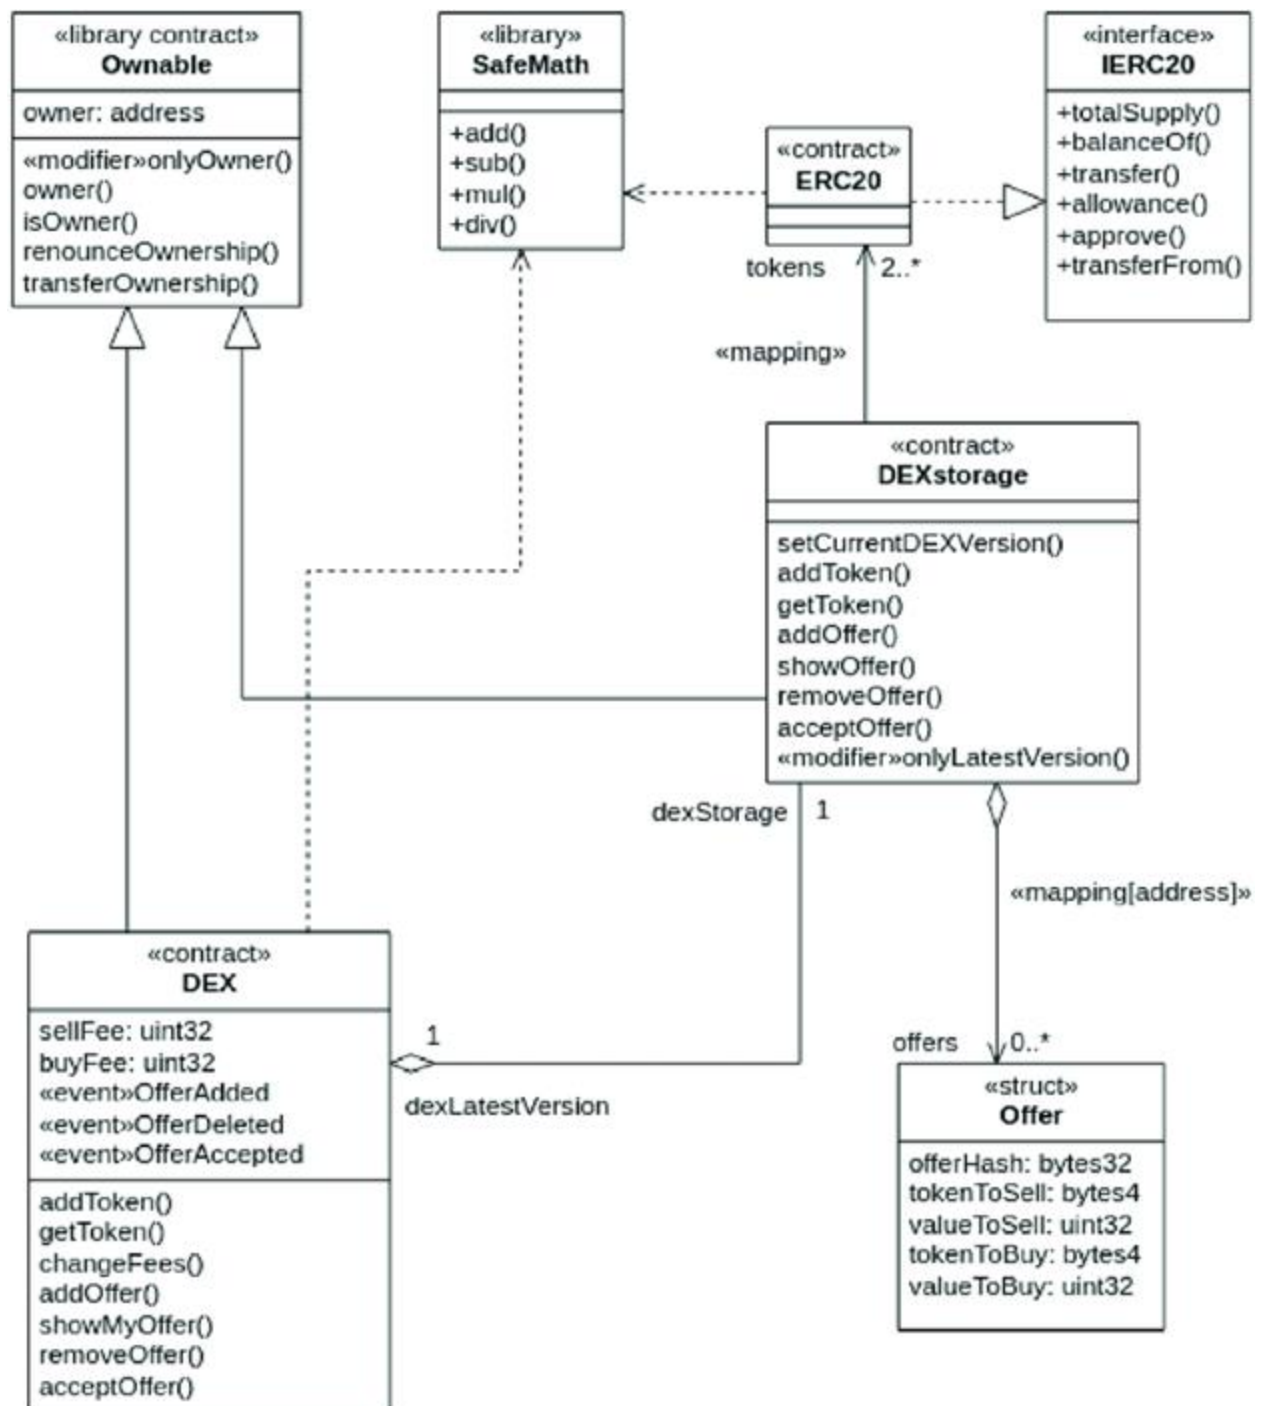 «library contract»
Ownable
owner: address
«modifier»onlyOwner()
owner()
isOwner()
renounceOwnership()
transferOwnership()
«library»
SafeMath
+add()
+sub()
+mul()
+div()
«contract»
ERC20
«interface»
IERC20
+totalSupply()
+balanceOf()
+transfer()
+allowance()
+approve()
+transferFrom()
tokens
2..*
«mapping»
«contract»
DEXstorage
setCurrentDEXVersion()
addToken()
getToken()
addOffer()
showOffer()
removeOffer()
acceptOffer()
«modifier»onlyLatestVersion()
dexStorage
1
«mapping[address]»
«contract»
DEX
sellFee: uint32
buyFee: uint32
«event»OfferAdded
«event»OfferDeleted
«event»OfferAccepted
addToken()
getToken()
changeFees()
addOffer()
showMyOffer()
removeOffer()
acceptOffer()
1
dexLatestVersion
offers
0..*
«struct»
Offer
offerHash: bytes32
tokenToSell: bytes4
valueToSell: uint32
tokenToBuy: bytes4
valueToBuy: uint32